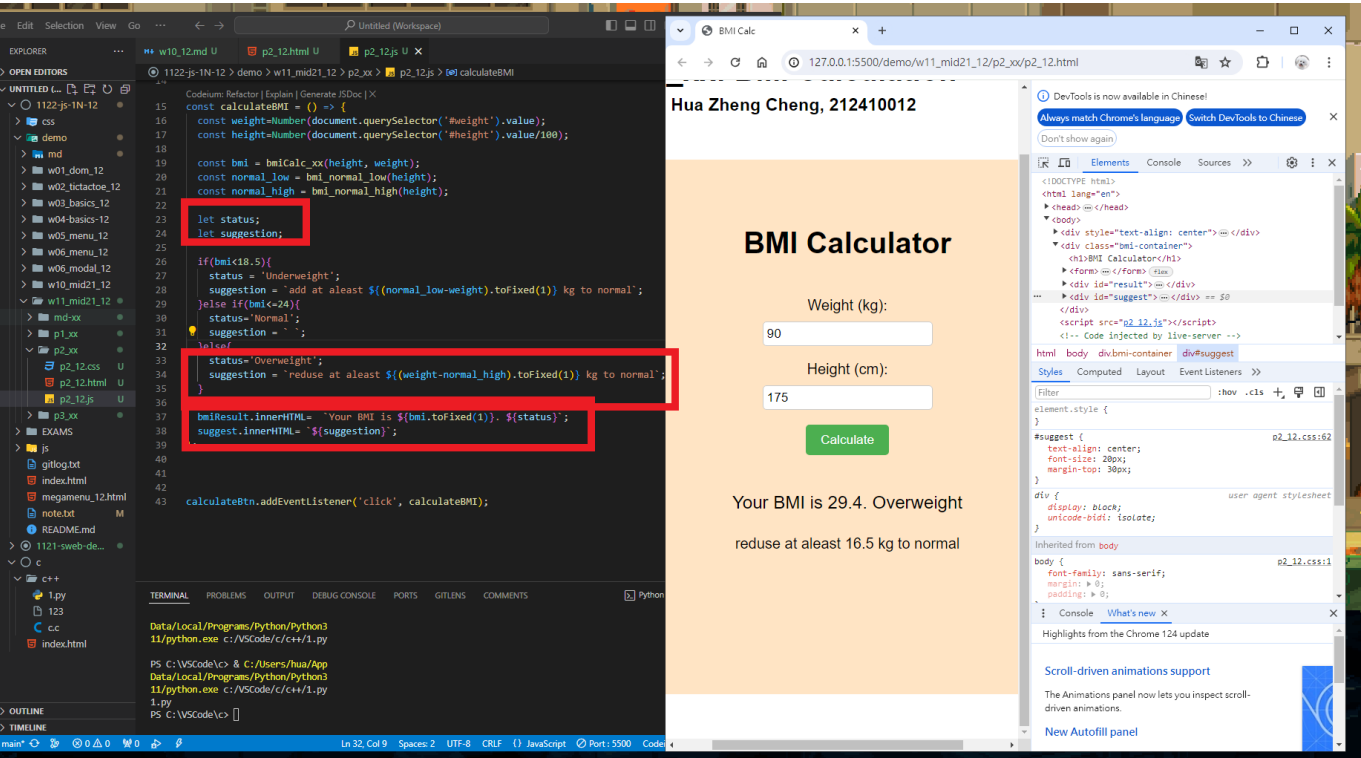 Edit Selection View Go ··· Untitled (Workspace)
EXPLORER ···
OPEN EDITORS
UNTITLED (...
1122-js-1N-12
css
demo
md
w01_dom_12
w02_tictactoe_12
w03_basics_12
w04-basics-12
w05_menu_12
w06_menu_12
w06_modal_12
w10_mid21_12
w11_mid21_12
md-xx
p1_xx
p2_xx
p2_12.css U
p2_12.html U
p2_12.js U
p3_xx
EXAMS
js
gitlog.txt
index.html
megamenu_12.html
note.txt M
README.md
1121-sweb-de...
c
c++
1.py
123
c.c
index.html
OUTLINE
TIMELINE
w10_12.md U p2_12.html U p2_12.js U
1122-js-1N-12 > demo > w11_mid21_12 > p2_xx > p2_12.js > calculateBMI
14
Codeium: Refactor | Explain | Generate JSDoc | X
15 const calculateBMI = () => {
16 const weight=Number(document.querySelector('#weight').value);
17 const height=Number(document.querySelector('#height').value/100);
18
19 const bmi = bmiCalc_xx(height, weight);
20 const normal_low = bmi_normal_low(height);
21 const normal_high = bmi_normal_high(height);
22
23 let status;
24 let suggestion;
25
26 if(bmi<18.5){
27 status = 'Underweight';
28 suggestion = `add at aleast ${(normal_low-weight).toFixed(1)} kg to normal`;
29 }else if(bmi<=24){
30 status='Normal';
31 suggestion = ` `;
32 }else{
33 status='Overweight';
34 suggestion = `reduse at aleast ${(weight-normal_high).toFixed(1)} kg to normal`;
35 }
36
37 bmiResult.innerHTML= `Your BMI is ${bmi.toFixed(1)}. ${status}`;
38 suggest.innerHTML= `${suggestion}`;
39
40
41
42
43 calculateBtn.addEventListener('click', calculateBMI);
TERMINAL PROBLEMS OUTPUT DEBUG CONSOLE PORTS GITLENS COMMENTS Python
Data/Local/Programs/Python/Python3
11/python.exe c:/VSCode/c/c++/1.py
PS C:\VSCode\c> & C:/Users/hua/App
Data/Local/Programs/Python/Python3
11/python.exe c:/VSCode/c/c++/1.py
1.py
PS C:\VSCode\c>
main* 0 0 0 Ln 32, Col 9 Spaces: 2 UTF-8 CRLF {} JavaScript Port : 5500
BMI Calc
127.0.0.1:5500/demo/w11_mid21_12/p2_xx/p2_12.html
Hua Zheng Cheng, 212410012
BMI Calculator
Weight (kg):
90
Height (cm):
175
Calculate
Your BMI is 29.4. Overweight
reduse at aleast 16.5 kg to normal
DevTools is now available in Chinese!
Always match Chrome's language Switch DevTools to Chinese
Don't show again
Elements Console Sources >>
<!DOCTYPE html>
<html lang="en">
<head> ··· </head>
<body>
<div style="text-align: center"> ··· </div>
<div class="bmi-container">
<h1>BMI Calculator</h1>
<form> ··· </form> flex
<div id="result"> ··· </div>
<div id="suggest"> ··· </div> == $0
</div>
<script src="p2_12.js"></script>
<!-- Code injected by live-server -->
html body div.bmi-container div#suggest
Styles Computed Layout Event Listeners >>
Filter :hov .cls
element.style {
}
#suggest { p2_12.css:62
text-align: center;
font-size: 20px;
margin-top: 30px;
}
div { user agent stylesheet
display: block;
unicode-bidi: isolate;
}
Inherited from body
body { p2_12.css:1
font-family: sans-serif;
margin: 0;
padding: 0;
Console What's new
Highlights from the Chrome 124 update
Scroll-driven animations support
The Animations panel now lets you inspect scroll-
driven animations.
New Autofill panel